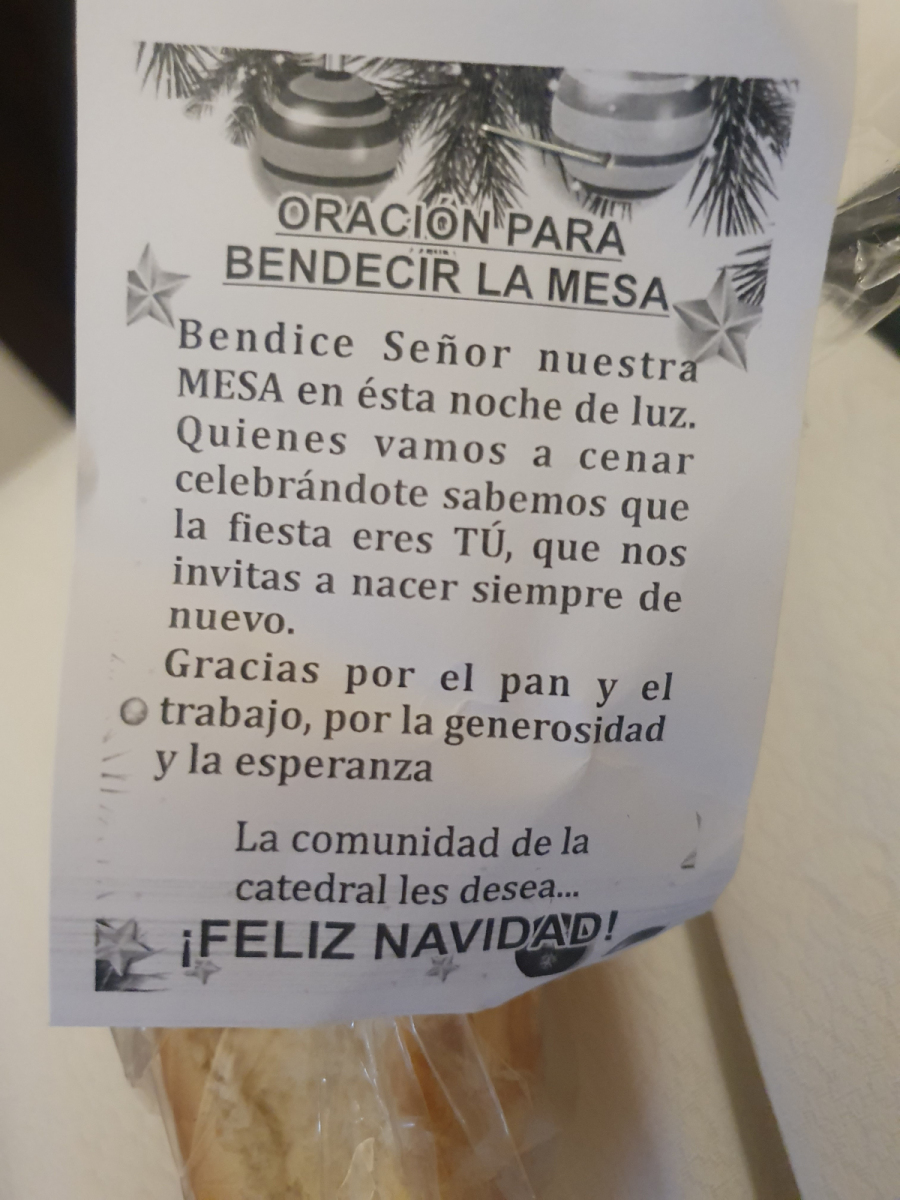 ORACIÓN PARA
BENDECIR LA MESA
Bendice Señor nuestra
MESA en ésta noche de luz.
Quienes vamos a cenar
celebrándote sabemos que
la fiesta eres TÚ, que nos
invitas a nacer siempre de
nuevo.
Gracias por el pan y el
trabajo, por la generosidad
y la esperanza
La comunidad de la
catedral les desea...
¡FELIZ NAVIDAD!